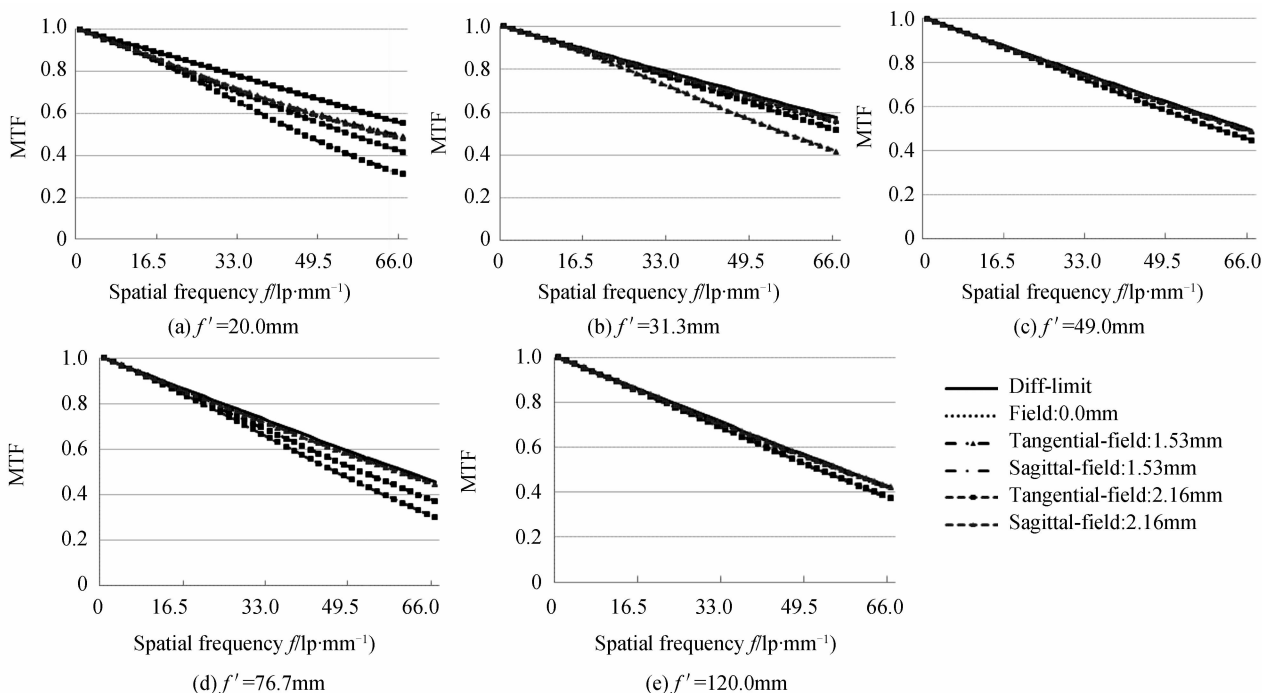 1.0
0.8
0.6
0.4
0.2
0
MTF
0 16.5 33.0 49.5 66.0
Spatial frequency f/lp·mm⁻¹)
(a) f′=20.0mm
1.0
0.8
0.6
0.4
0.2
0
MTF
0 16.5 33.0 49.5 66.0
Spatial frequency f/lp·mm⁻¹)
(b) f′=31.3mm
1.0
0.8
0.6
0.4
0.2
0
MTF
0 16.5 33.0 49.5 66.0
Spatial frequency f/lp·mm⁻¹)
(c) f′=49.0mm
1.0
0.8
0.6
0.4
0.2
0
MTF
0 16.5 33.0 49.5 66.0
Spatial frequency f/lp·mm⁻¹)
(d) f′=76.7mm
1.0
0.8
0.6
0.4
0.2
0
MTF
0 16.5 33.0 49.5 66.0
Spatial frequency f/lp·mm⁻¹)
(e) f′=120.0mm
Diff-limit
Field:0.0mm
Tangential-field:1.53mm
Sagittal-field:1.53mm
Tangential-field:2.16mm
Sagittal-field:2.16mm